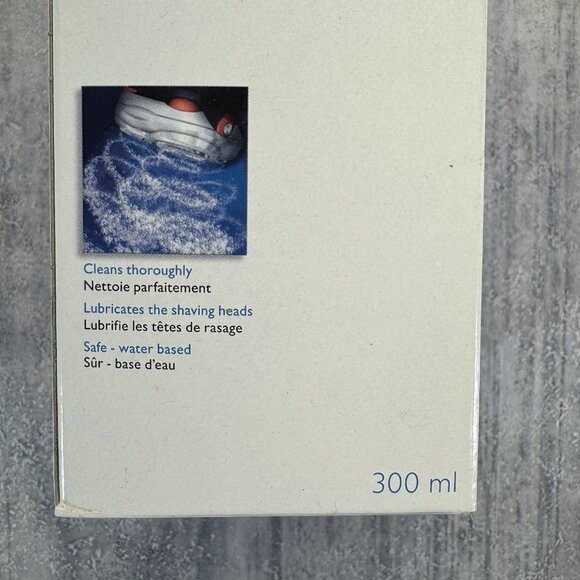 Cleans thoroughly
Nettoie parfaitement
Lubricates the shaving heads
Lubrifie les têtes de rasage
Safe - water based
Sûr - base d'eau
300 ml